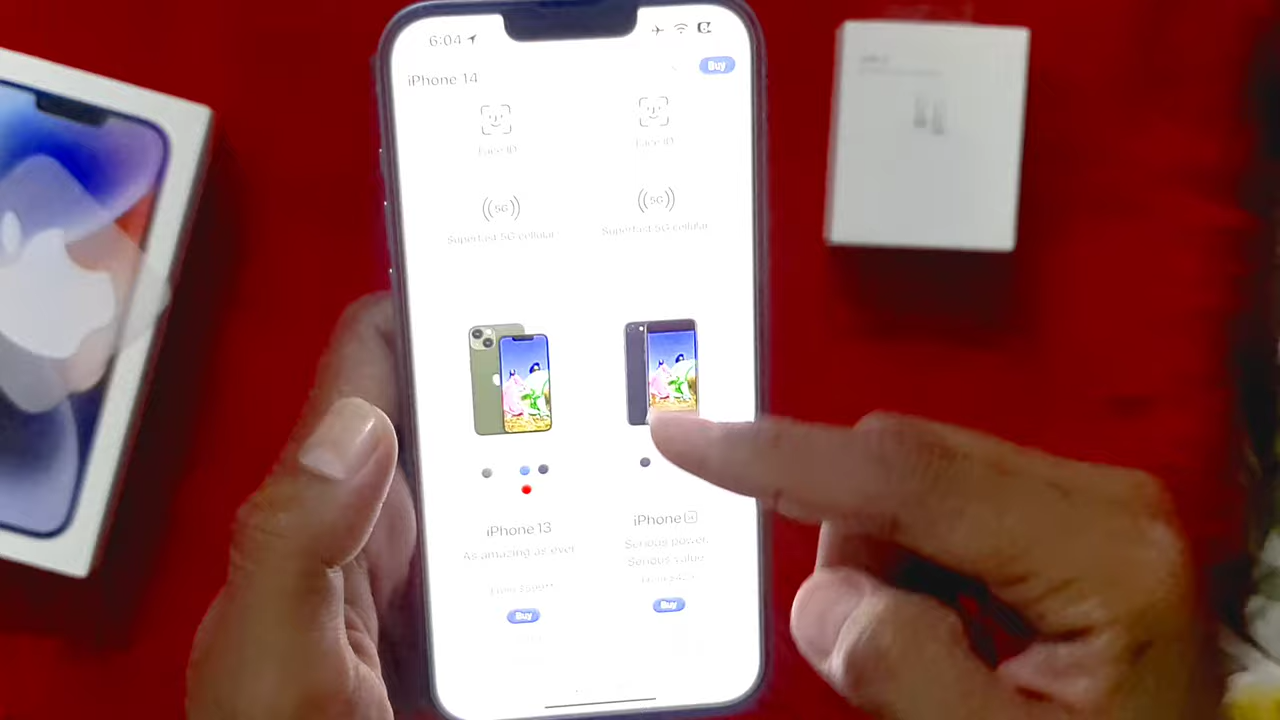 6:04
iPhone 14
Buy
Face ID
Face ID
5G
5G
Superfast 5G cellular
Superfast 5G cellular
iPhone 13
iPhone SE
As amazing as ever.
Serious power.
Serious value.
Buy
Buy